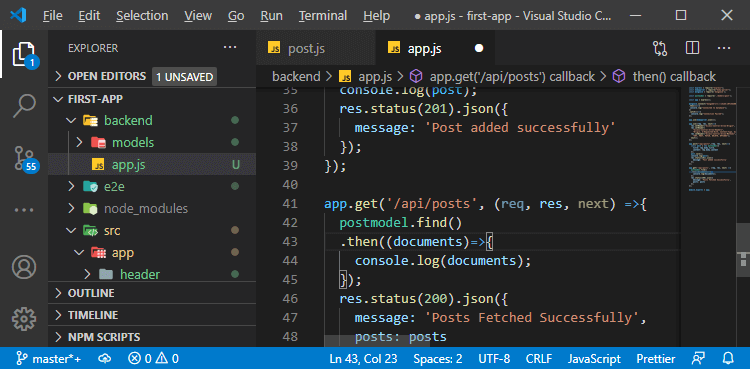 File Edit View Go Run Terminal Help ● app.js - first-app - Visual Studio C...
EXPLORER
OPEN EDITORS 1 UNSAVED
FIRST-APP
backend
models
JS app.js U
e2e
node_modules
src
app
header
OUTLINE
TIMELINE
NPM SCRIPTS
1
55
JS post.js JS app.js ●
backend > JS app.js > app.get('/api/posts') callback > then() callback
35 console.log(post);
36 res.status(201).json({
37 message: 'Post added successfully'
38 });
39 });
40
41 app.get('/api/posts', (req, res, next) =>{
42 postmodel.find()
43 .then((documents)=>{
44 console.log(documents);
45 });
46 res.status(200).json({
47 message: 'Posts Fetched Successfully',
48 posts: posts
master*+ 0 0 Ln 43, Col 23 Spaces: 2 UTF-8 CRLF JavaScript Prettier